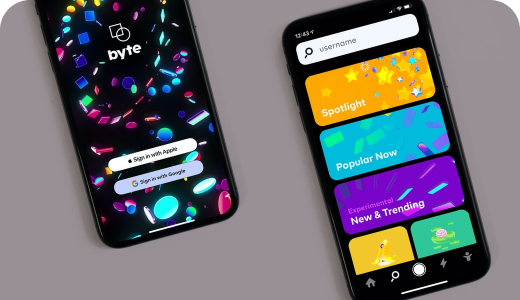 byte
Sign in with Apple
Sign in with Google
12:43
username
Spotlight
Popular Now
Experimental
New & Trending